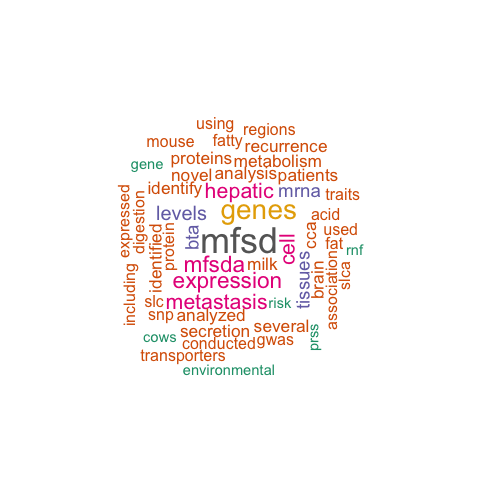 using
regions
mouse
fatty
recurrence
gene
proteins
metabolism
novel
analysis
patients
identify
hepatic
mrna
traits
expressed
digestion
levels
genes
acid
identified
protein
bta
mfsd
cell
cca
used
fat
rnf
mfsda
milk
tissues
brain
association
slca
including
expression
slc
metastasis
risk
snp
analyzed
cows
secretion
several
prss
conducted
gwas
transporters
environmental